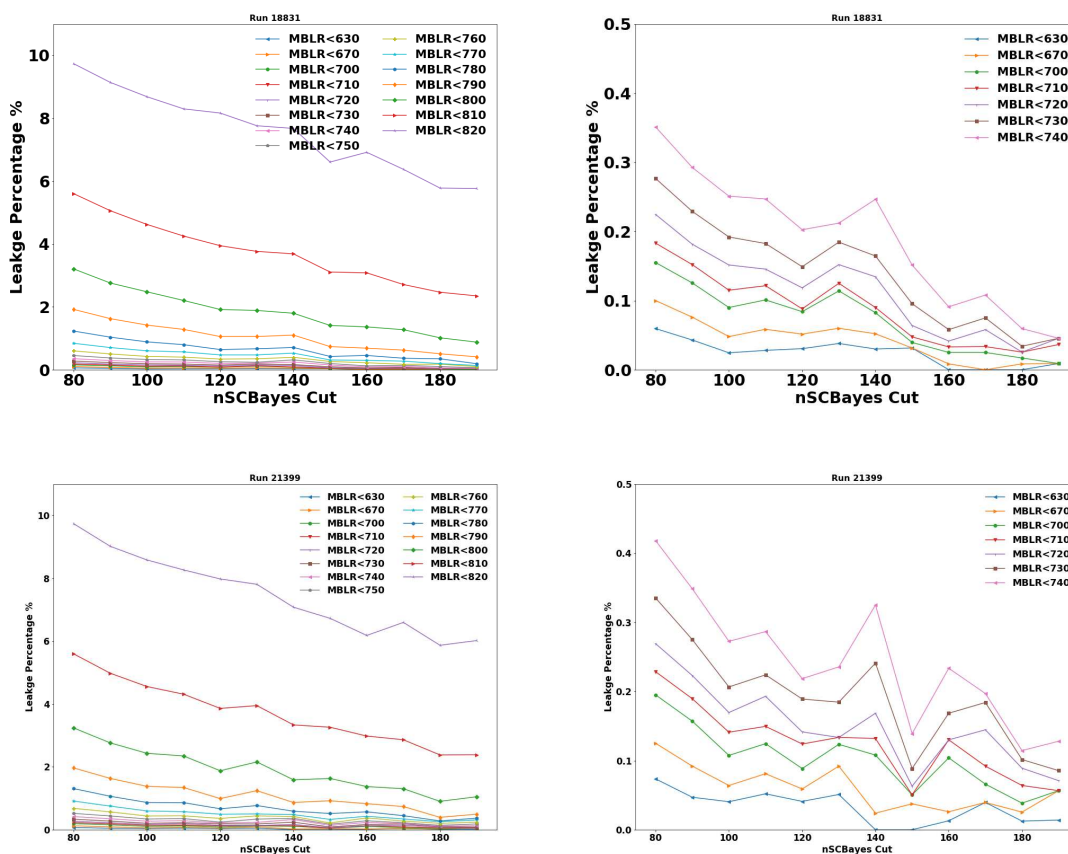 Run 18831
Leakge Percentage %
10
8
6
4
2
0
MBLR<630
MBLR<670
MBLR<700
MBLR<710
MBLR<720
MBLR<730
MBLR<740
MBLR<750
MBLR<760
MBLR<770
MBLR<780
MBLR<790
MBLR<800
MBLR<810
MBLR<820
80 100 120 140 160 180
nSCBayes Cut
Run 18831
Leakge Percentage %
0.5
0.4
0.3
0.2
0.1
0.0
MBLR<630
MBLR<670
MBLR<700
MBLR<710
MBLR<720
MBLR<730
MBLR<740
80 100 120 140 160 180
nSCBayes Cut
Run 21399
Leakge Percentage %
10
8
6
4
2
0
MBLR<630
MBLR<670
MBLR<700
MBLR<710
MBLR<720
MBLR<730
MBLR<740
MBLR<750
MBLR<760
MBLR<770
MBLR<780
MBLR<790
MBLR<800
MBLR<810
MBLR<820
80 100 120 140 160 180
nSCBayes Cut
Run 21399
Leakge Percentage %
0.5
0.4
0.3
0.2
0.1
0.0
MBLR<630
MBLR<670
MBLR<700
MBLR<710
MBLR<720
MBLR<730
MBLR<740
80 100 120 140 160 180
nSCBayes Cut